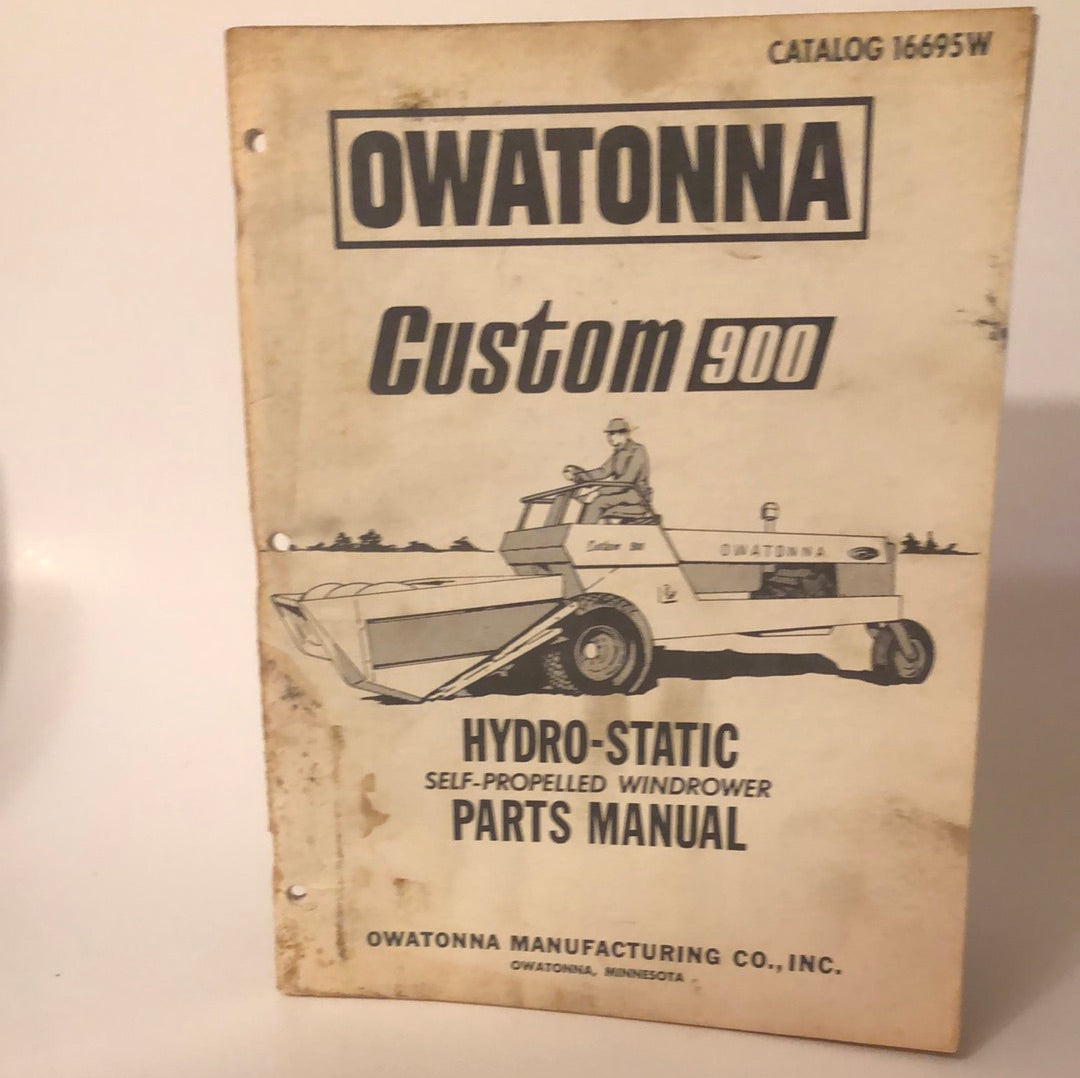 CATALOG 16695W
OWATONNA
Custom 900
OWATONNA
HYDRO-STATIC
SELF-PROPELLED WINDROWER
PARTS MANUAL
OWATONNA MANUFACTURING CO., INC.
OWATONNA, MINNESOTA